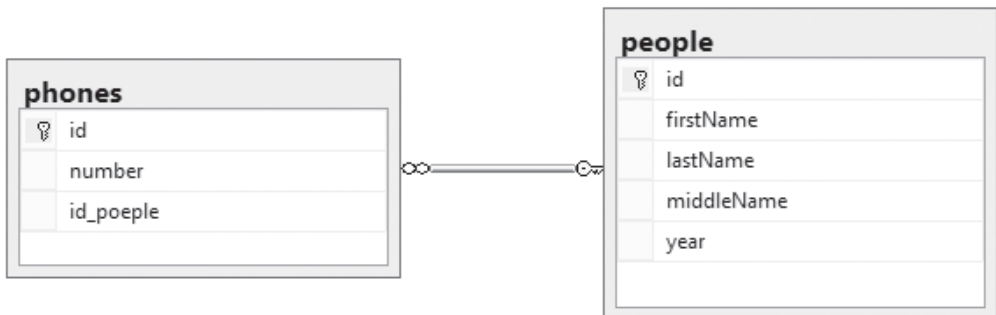 phones
id
number
id_poeple
people
id
firstName
lastName
middleName
year